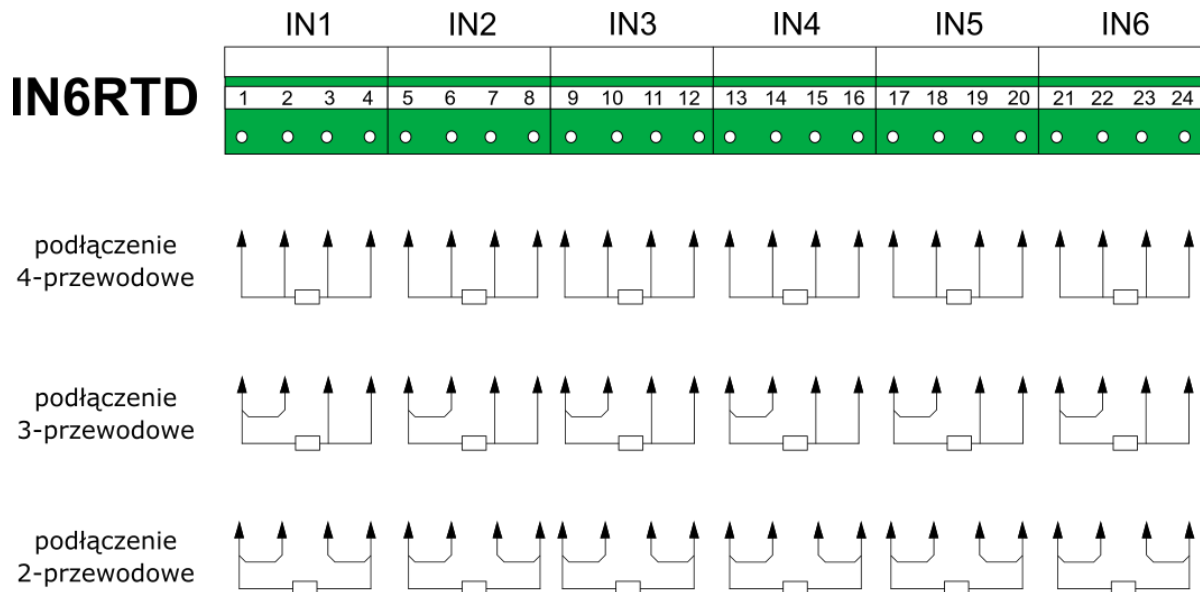 IN1 IN2 IN3 IN4 IN5 IN6
IN6RTD
1 2 3 4 5 6 7 8 9 10 11 12 13 14 15 16 17 18 19 20 21 22 23 24
podłączenie
4-przewodowe
podłączenie
3-przewodowe
podłączenie
2-przewodowe